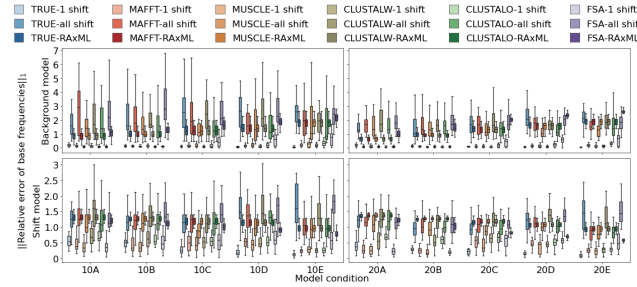 TRUE-1 shift MAFFT-1 shift MUSCLE-1 shift CLUSTALW-1 shift CLUSTALO-1 shift FSA-1 shift
TRUE-all shift MAFFT-all shift MUSCLE-all shift CLUSTALW-all shift CLUSTALO-all shift FSA-all shift
TRUE-RAxML MAFFT-RAxML MUSCLE-RAxML CLUSTALW-RAxML CLUSTALO-RAxML FSA-RAxML
||Relative error of base frequencies||1
Background model
7
6
5
4
3
2
1
0
Shift model
3
2.5
2
1.5
1
0.5
0
10A 10B 10C 10D 10E 20A 20B 20C 20D 20E
Model condition